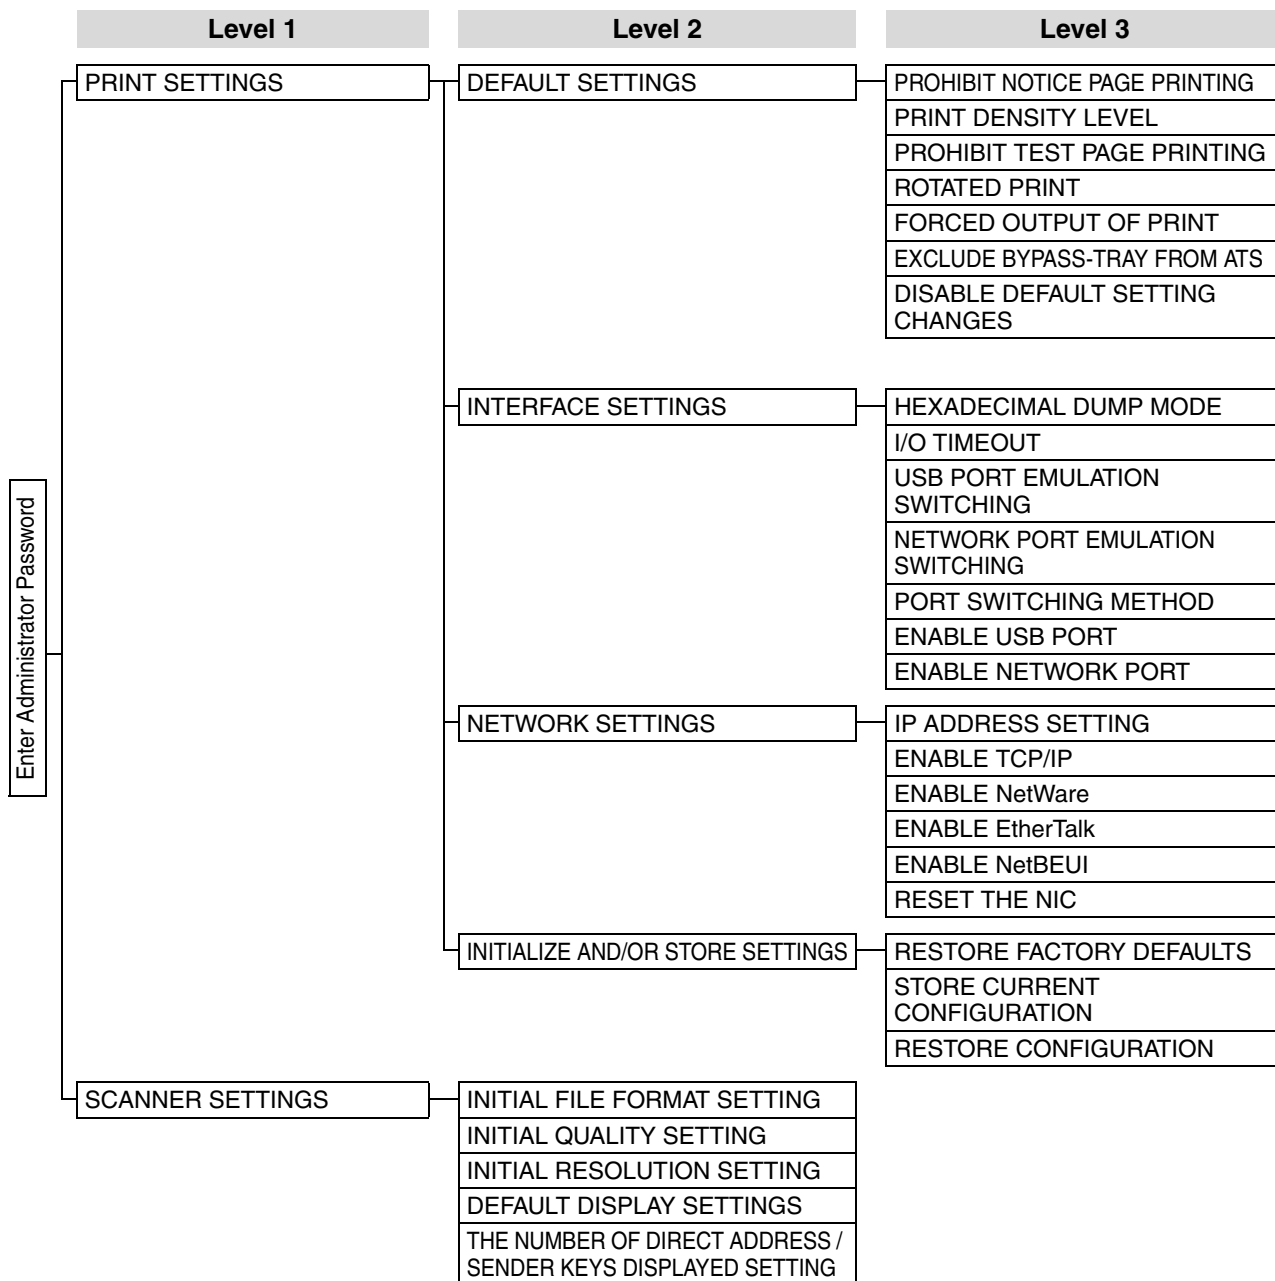 Level 1
Level 2
Level 3
Enter Administrator Password
PRINT SETTINGS
DEFAULT SETTINGS
PROHIBIT NOTICE PAGE PRINTING
PRINT DENSITY LEVEL
PROHIBIT TEST PAGE PRINTING
ROTATED PRINT
FORCED OUTPUT OF PRINT
EXCLUDE BYPASS-TRAY FROM ATS
DISABLE DEFAULT SETTING
CHANGES
INTERFACE SETTINGS
HEXADECIMAL DUMP MODE
I/O TIMEOUT
USB PORT EMULATION
SWITCHING
NETWORK PORT EMULATION
SWITCHING
PORT SWITCHING METHOD
ENABLE USB PORT
ENABLE NETWORK PORT
NETWORK SETTINGS
IP ADDRESS SETTING
ENABLE TCP/IP
ENABLE NetWare
ENABLE EtherTalk
ENABLE NetBEUI
RESET THE NIC
INITIALIZE AND/OR STORE SETTINGS
RESTORE FACTORY DEFAULTS
STORE CURRENT
CONFIGURATION
RESTORE CONFIGURATION
SCANNER SETTINGS
INITIAL FILE FORMAT SETTING
INITIAL QUALITY SETTING
INITIAL RESOLUTION SETTING
DEFAULT DISPLAY SETTINGS
THE NUMBER OF DIRECT ADDRESS /
SENDER KEYS DISPLAYED SETTING